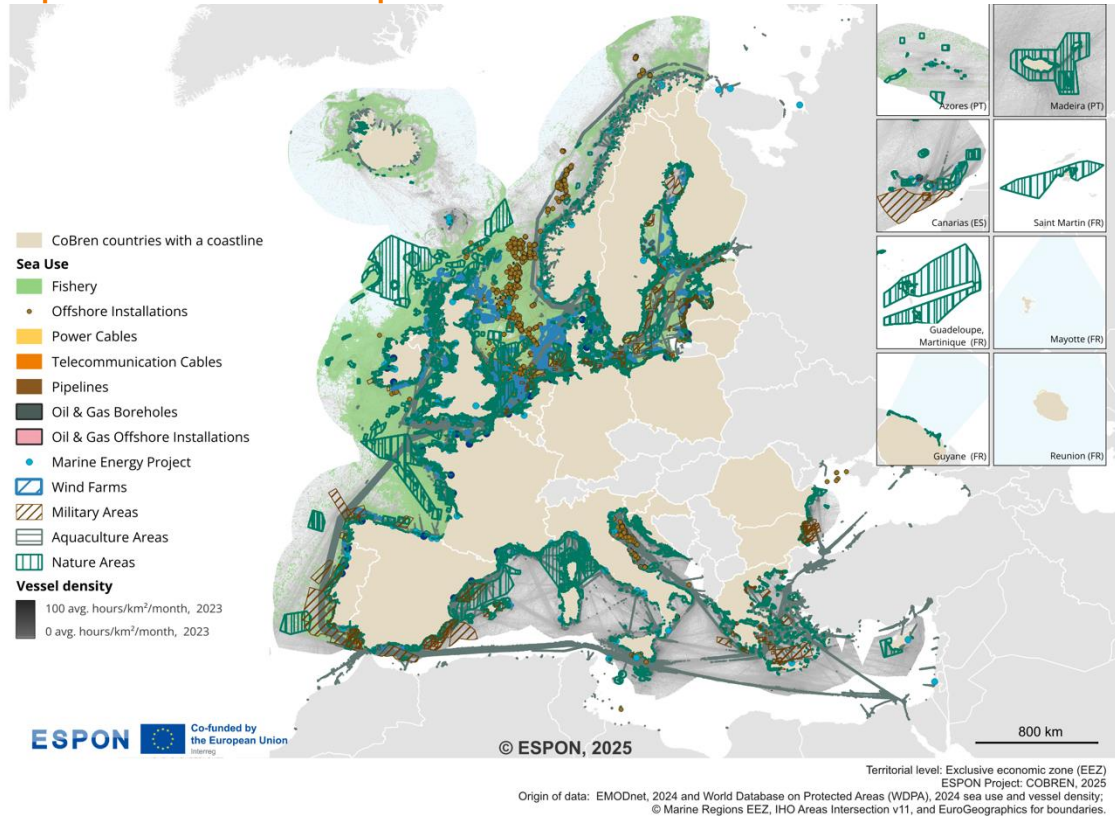 CoBren countries with a coastline
Sea Use
Fishery
Offshore Installations
Power Cables
Telecommunication Cables
Pipelines
Oil & Gas Boreholes
Oil & Gas Offshore Installations
Marine Energy Project
Wind Farms
Military Areas
Aquaculture Areas
Nature Areas
Vessel density
100 avg. hours/km²/month, 2023
0 avg. hours/km²/month, 2023
Azores (PT)
Madeira (PT)
Canarias (ES)
Saint Martin (FR)
Guadeloupe,
Martinique (FR)
Mayotte (FR)
Guyane (FR)
Reunion (FR)
ESPON
Co-funded by
the European Union
Interreg
© ESPON, 2025
800 km
Territorial level: Exclusive economic zone (EEZ)
ESPON Project: COBREN, 2025
Origin of data: EMODnet, 2024 and World Database on Protected Areas (WDPA), 2024 sea use and vessel density;
© Marine Regions EEZ, IHO Areas Intersection v11, and EuroGeographics for boundaries.